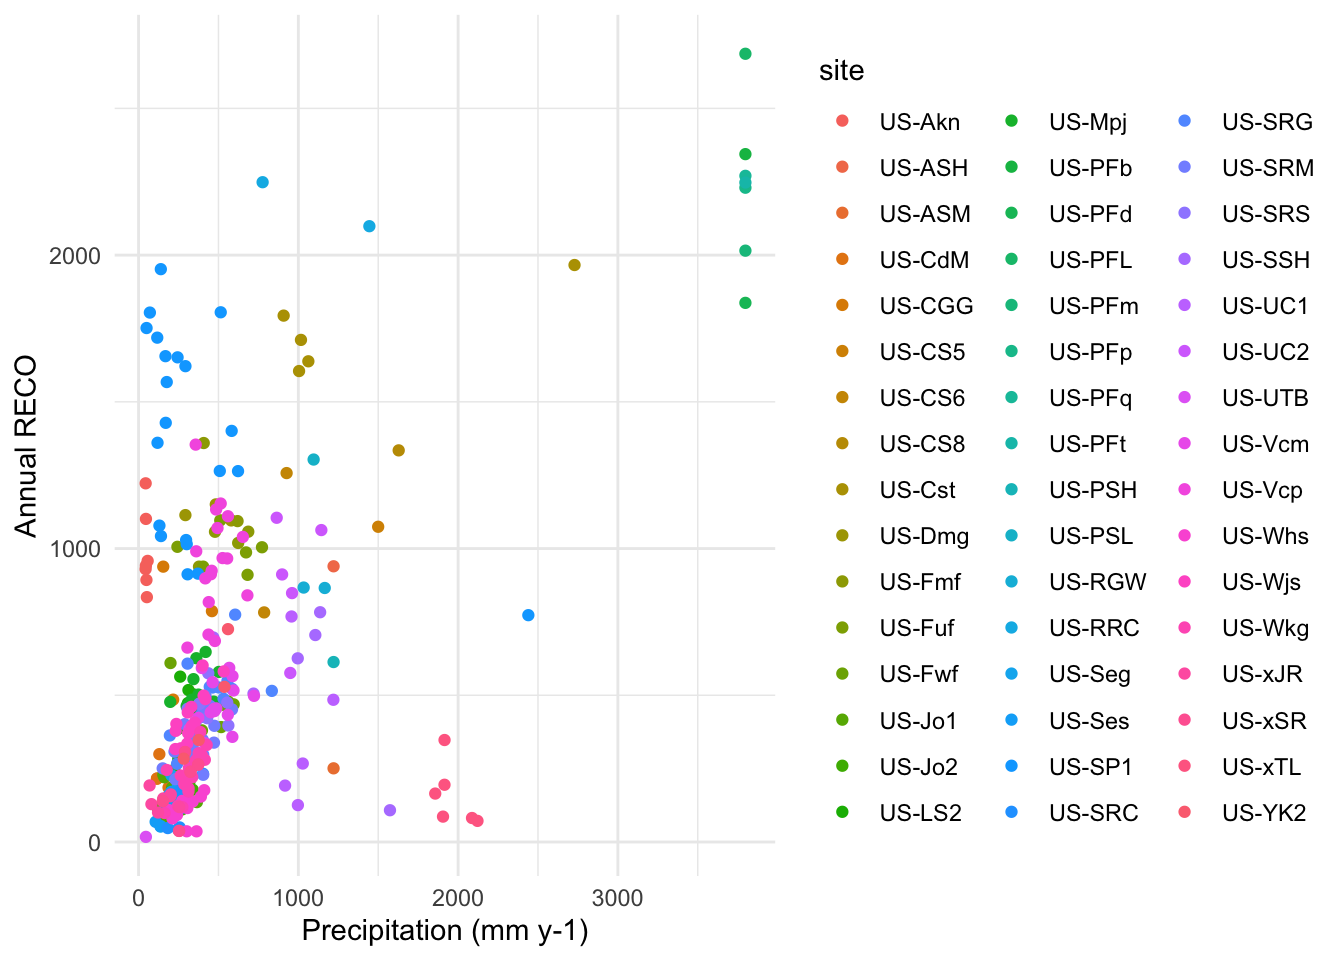 site
US-Akn
US-ASH
US-ASM
US-CdM
US-CGG
US-CS5
US-CS6
US-CS8
US-Cst
US-Dmg
US-Fmf
US-Fuf
US-Fwf
US-Jo1
US-Jo2
US-LS2
US-Mpj
US-PFb
US-PFd
US-PFL
US-PFm
US-PFp
US-PFq
US-PFt
US-PSH
US-PSL
US-RGW
US-RRC
US-Seg
US-Ses
US-SP1
US-SRC
US-SRG
US-SRM
US-SRS
US-SSH
US-UC1
US-UC2
US-UTB
US-Vcm
US-Vcp
US-Whs
US-Wjs
US-Wkg
US-xJR
US-xSR
US-xTL
US-YK2
Annual RECO
2000
1000
0
0
1000
2000
3000
Precipitation (mm y-1)